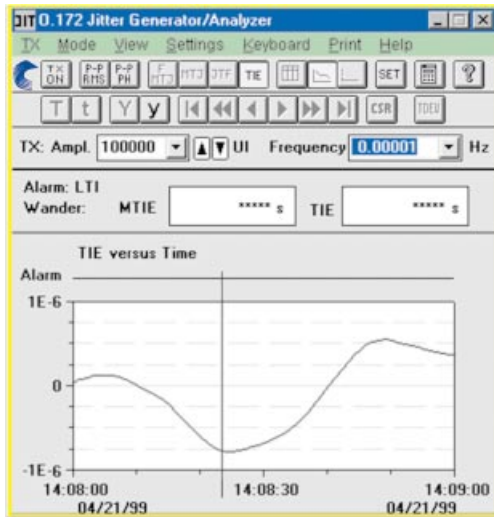 JIT O.172 Jitter Generator/Analyzer
TX Mode View Settings Keyboard Print Help
TX ON P-P RMS P-P PH F MTJ MTJ JTF TIE SET ?
T t Y y CSR TDEV
TX: Ampl. 100000 UI Frequency 0.00001 Hz
Alarm: LTI
Wander: MTIE ***** s TIE ***** s
TIE versus Time
Alarm
1E-6
0
-1E-6
14:08:00 14:08:30 14:09:00
04/21/99 04/21/99